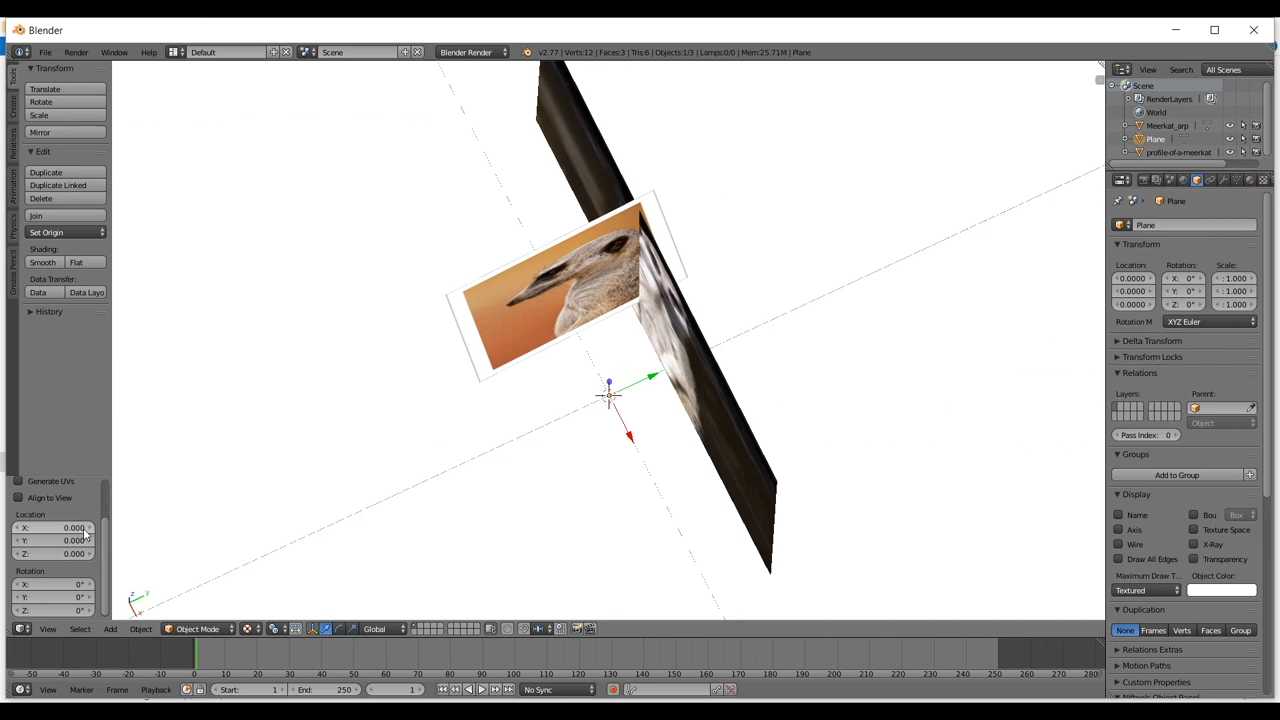 Blender
File Render Window Help Default Scene Blender Render v2.77 | Verts:12 | Faces:3 | Tris:6 | Objects:1/3 | Lamps:0/0 | Mem:25.71M | Plane
Transform
Translate
Rotate
Scale
Mirror
Edit
Duplicate
Duplicate Linked
Delete
Join
Set Origin
Shading:
Smooth Flat
Data Transfer:
Data Data Layo
History
Tools
Create
Relations
Animation
Physics
Grease Pencil
Generate UVs
Align to View
Location
X: 0.000
Y: 0.000
Z: 0.000
Rotation
X: 0°
Y: 0°
Z: 0°
z y x
View Select Add Object Object Mode Global
-50 -40 -30 -20 -10 0 10 20 30 40 50 60 70 80 90 100 110 120 130 140 150 160 170 180 190 200 210 220 230 240 250 260 270 280
View Marker Frame Playback Start: 1 End: 250 1 No Sync
View Search All Scenes
Scene
RenderLayers
World
Meerkat_arp
Plane
profile-of-a-meerkat
Plane
Plane
Transform
Location: Rotation: Scale:
0.0000 X: 0° : 1.000
0.0000 Y: 0° : 1.000
0.0000 Z: 0° : 1.000
Rotation M XYZ Euler
Delta Transform
Transform Locks
Relations
Layers: Parent:
Object
Pass Index: 0
Groups
Add to Group
Display
Name Bou Box
Axis Texture Space
Wire X-Ray
Draw All Edges Transparency
Maximum Draw T... Object Color:
Textured
Duplication
None Frames Verts Faces Group
Relations Extras
Motion Paths
Custom Properties